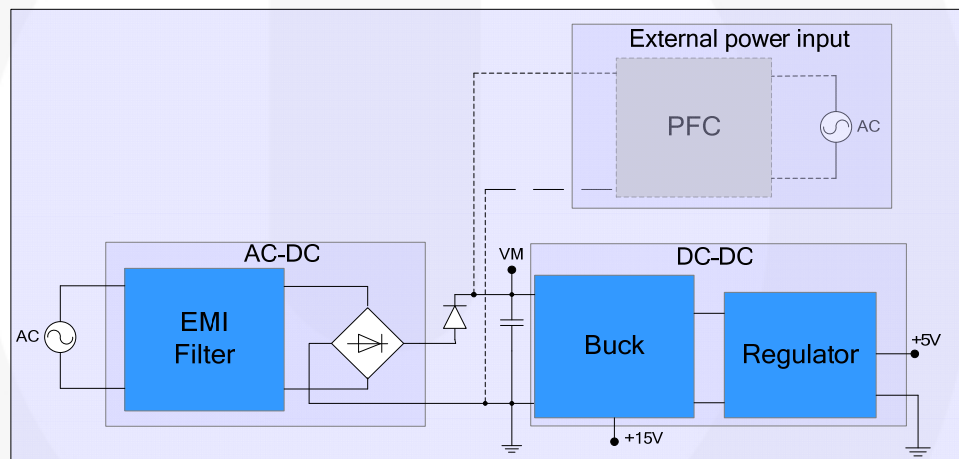 External power input
PFC
AC
AC-DC
VM
DC-DC
AC
EMI
Filter
Buck
Regulator
+5V
+15V